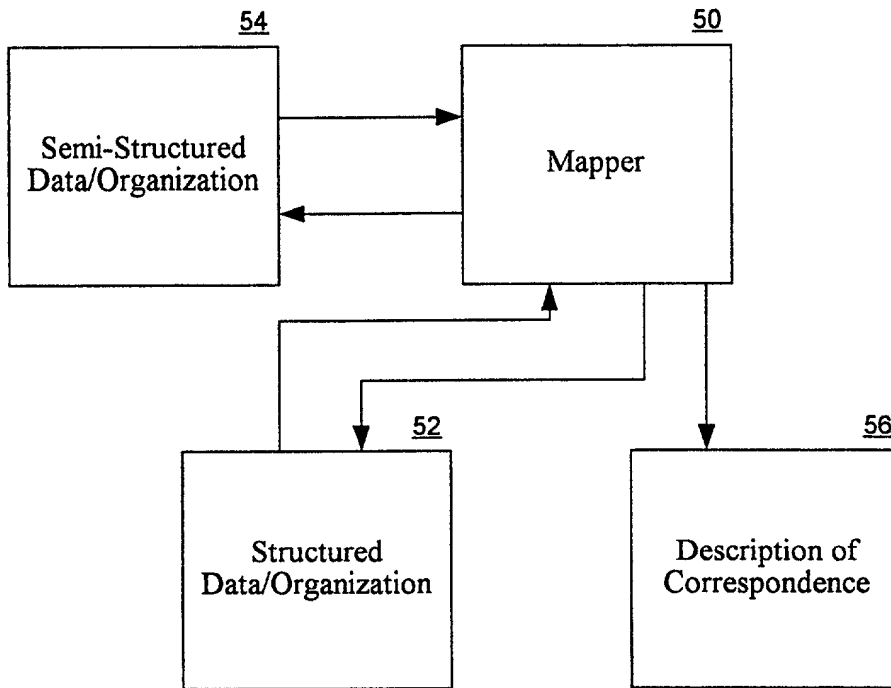 54
50
Semi-Structured
Data/Organization
Mapper
52
56
Structured
Data/Organization
Description of
Correspondence